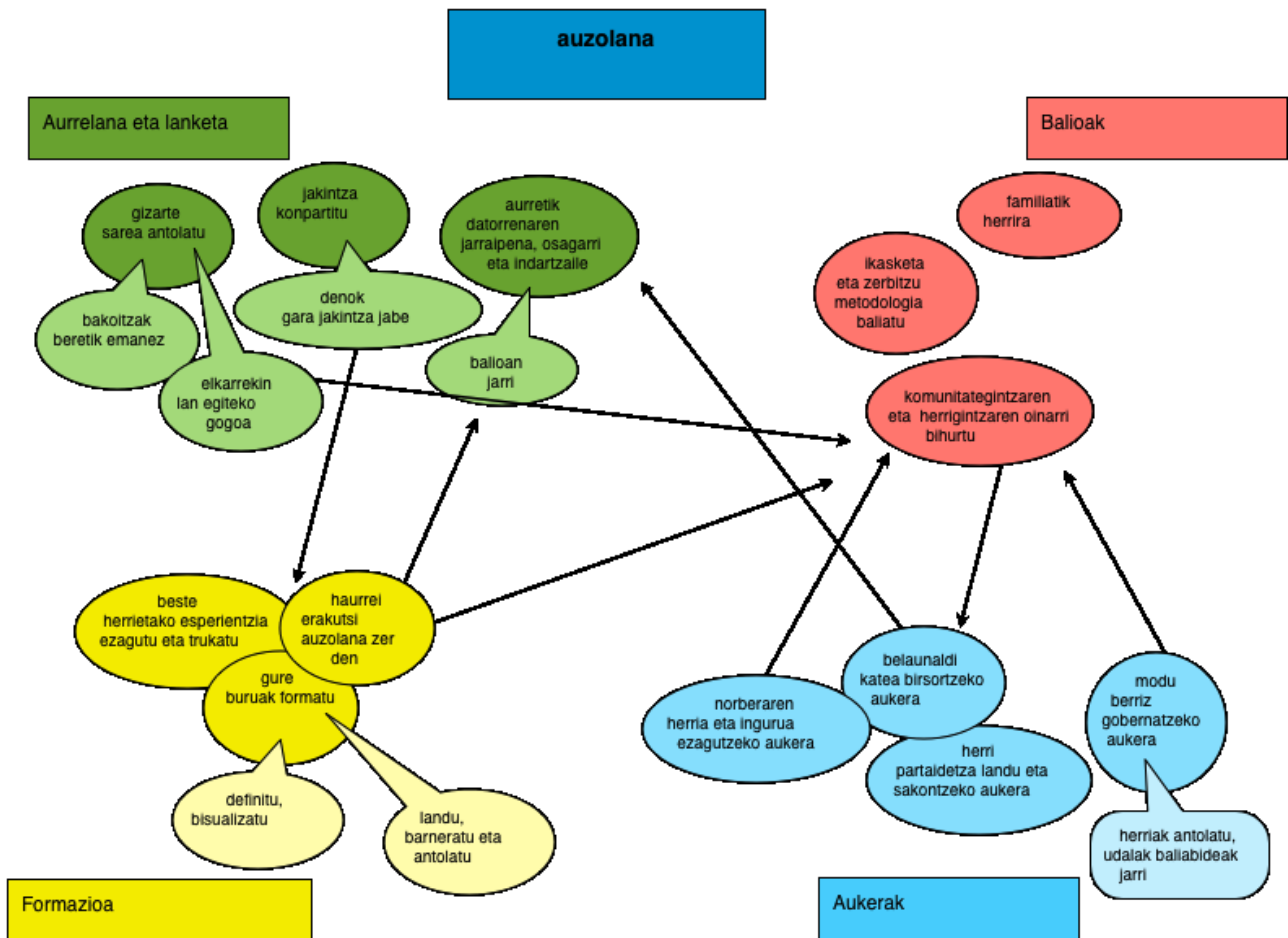 auzolana
Aurrelana eta lanketa
Balioak
gizarte
sarea antolatu
jakintza
konpartitu
aurretik
datorrenaren
jarraipena, osagarri
eta indartzaile
bakoitzak
beretik emanez
elkarrekin
lan egiteko
gogoa
denok
gara jakintza jabe
balioan
jarri
familiatik
herrira
ikasketa
eta zerbitzu
metodologia
baliatu
komunitategintzaren
eta herrigintzaren oinarri
bihurtu
beste
herrietako esperientzia
ezagutu eta trukatu
haurrei
erakutsi
auzolana zer
den
gure
buruak formatu
definitu,
bisualizatu
landu,
barneratu eta
antolatu
norberaren
herria eta ingurua
ezagutzeko aukera
belaunaldi
katea birsortzeko
aukera
herri
partaidetza landu eta
sakontzeko aukera
modu
berriz
gobernatzeko
aukera
herriak antolatu,
udalak baliabideak
jarri
Formazioa
Aukerak